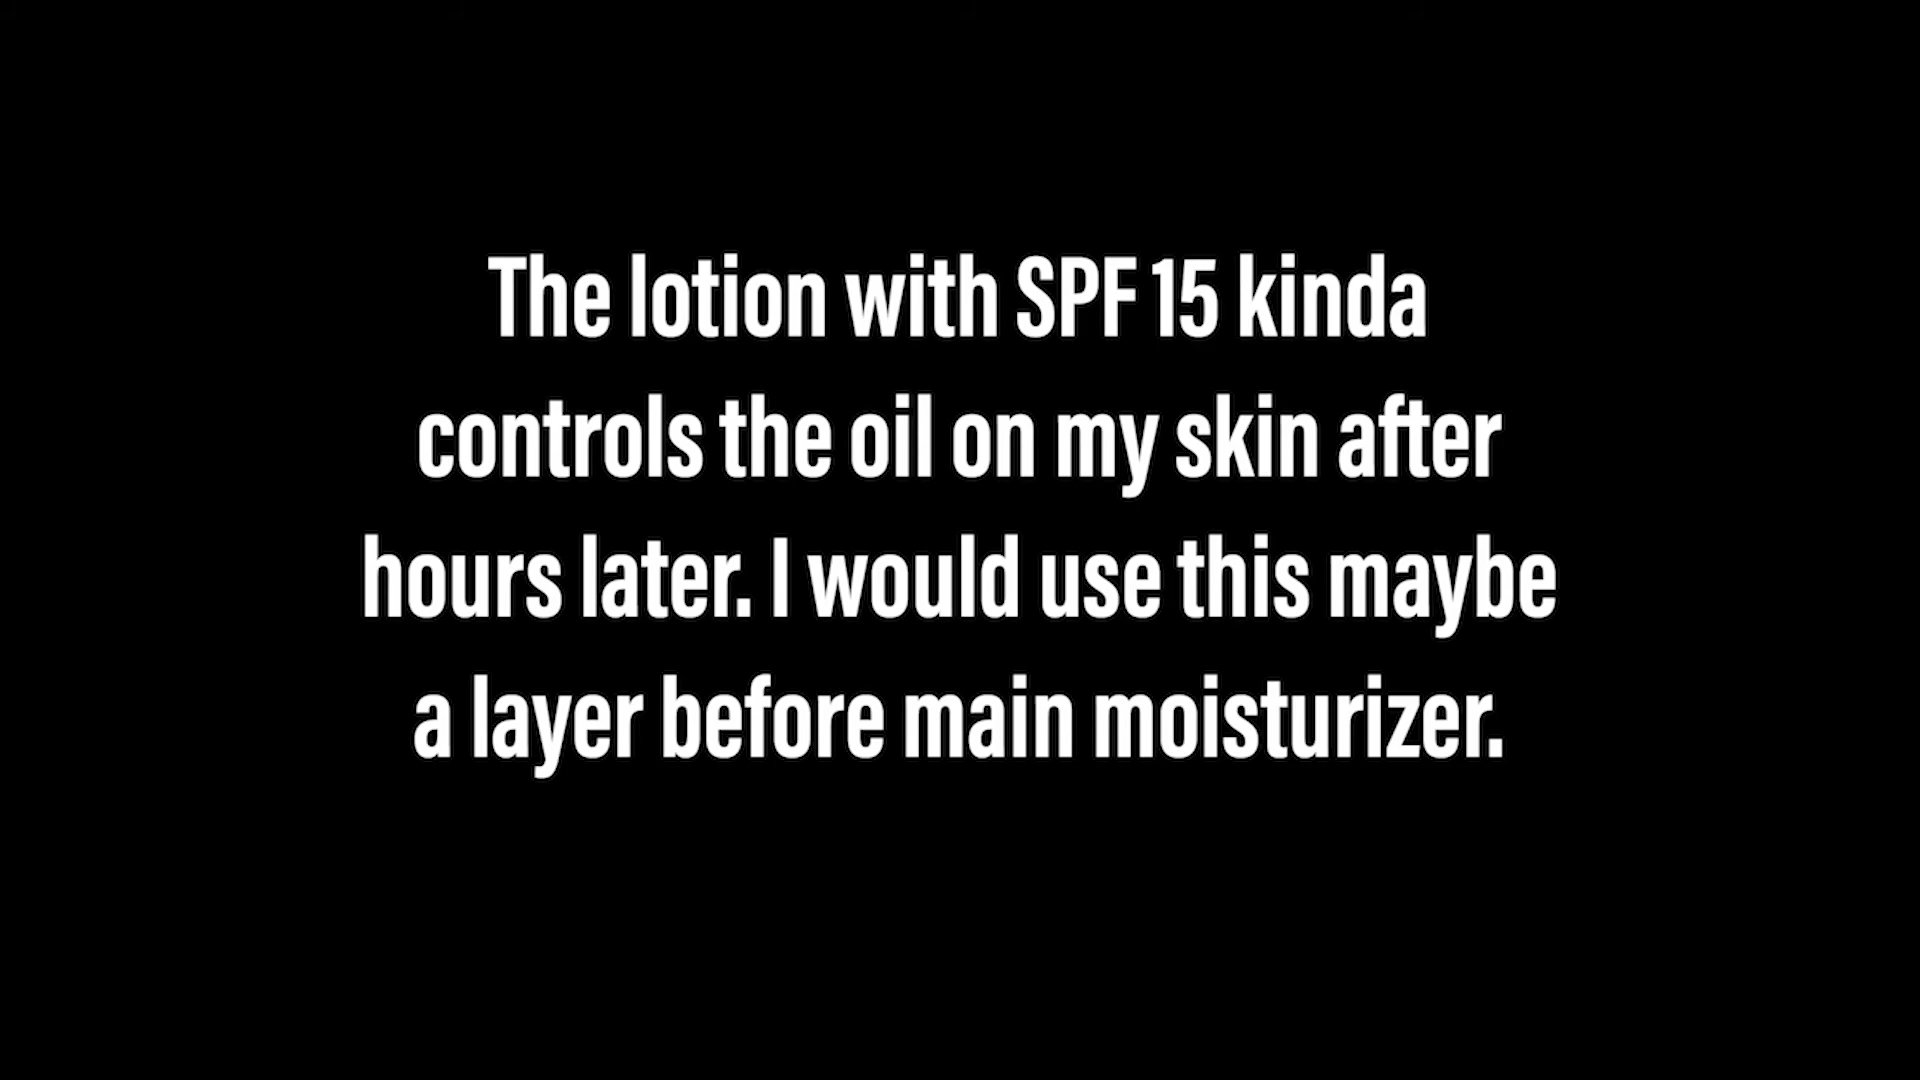 The lotion with SPF 15 kinda
controls the oil on my skin after
hours later. I would use this maybe
a layer before main moisturizer.